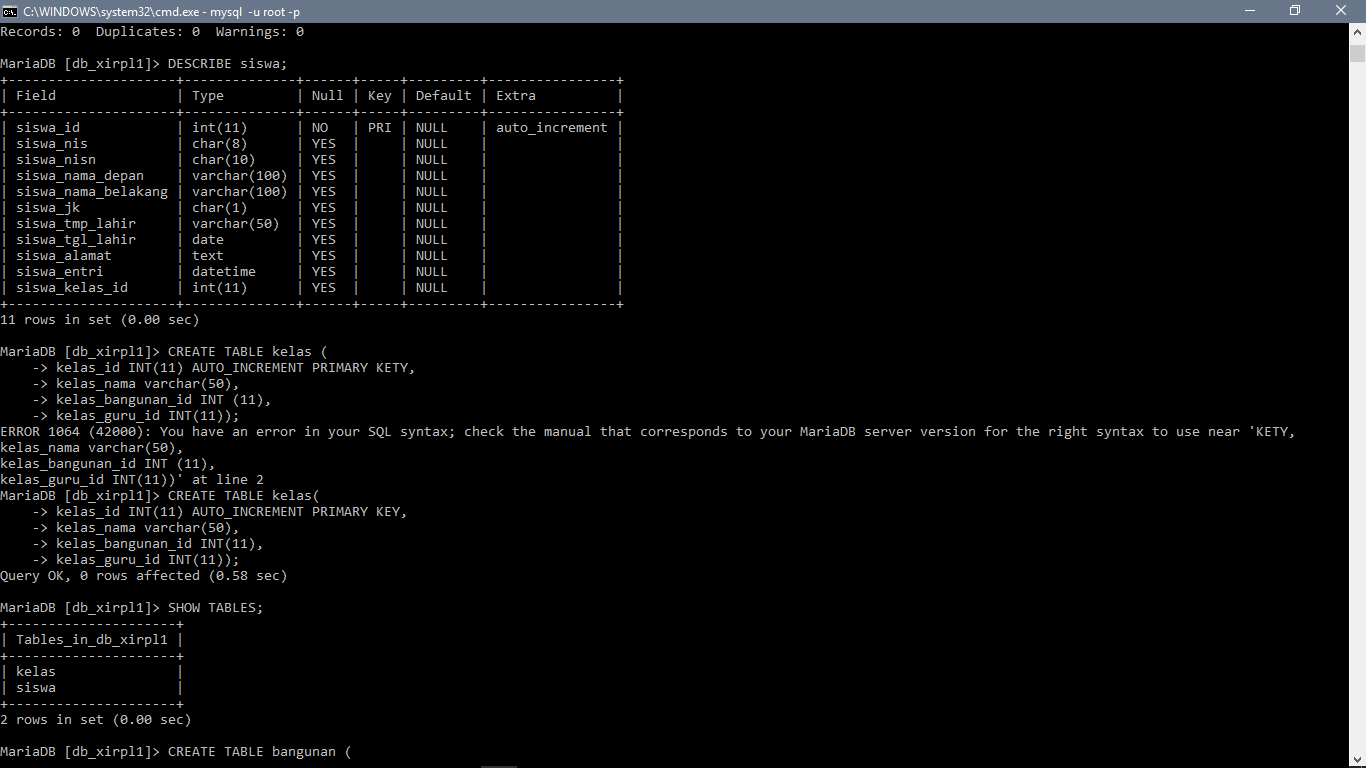 C:\WINDOWS\system32\cmd.exe - mysql  -u root -p
Records: 0  Duplicates: 0  Warnings: 0
MariaDB [db_xirpl1]> DESCRIBE siswa;
+---------------------+--------------+------+-----+---------+----------------+
| Field               | Type         | Null | Key | Default | Extra          |
+---------------------+--------------+------+-----+---------+----------------+
| siswa_id            | int(11)      | NO   | PRI | NULL    | auto_increment |
| siswa_nis           | char(8)      | YES  |     | NULL    |                |
| siswa_nisn          | char(10)     | YES  |     | NULL    |                |
| siswa_nama_depan    | varchar(100) | YES  |     | NULL    |                |
| siswa_nama_belakang | varchar(100) | YES  |     | NULL    |                |
| siswa_jk            | char(1)      | YES  |     | NULL    |                |
| siswa_tmp_lahir     | varchar(50)  | YES  |     | NULL    |                |
| siswa_tgl_lahir     | date         | YES  |     | NULL    |                |
| siswa_alamat        | text         | YES  |     | NULL    |                |
| siswa_entri         | datetime     | YES  |     | NULL    |                |
| siswa_kelas_id      | int(11)      | YES  |     | NULL    |                |
+---------------------+--------------+------+-----+---------+----------------+
11 rows in set (0.00 sec)
MariaDB [db_xirpl1]> CREATE TABLE kelas (
    -> kelas_id INT(11) AUTO_INCREMENT PRIMARY KETY,
    -> kelas_nama varchar(50),
    -> kelas_bangunan_id INT (11),
    -> kelas_guru_id INT(11));
ERROR 1064 (42000): You have an error in your SQL syntax; check the manual that corresponds to your MariaDB server version for the right syntax to use near 'KETY,
kelas_nama varchar(50),
kelas_bangunan_id INT (11),
kelas_guru_id INT(11))' at line 2
MariaDB [db_xirpl1]> CREATE TABLE kelas(
    -> kelas_id INT(11) AUTO_INCREMENT PRIMARY KEY,
    -> kelas_nama varchar(50),
    -> kelas_bangunan_id INT(11),
    -> kelas_guru_id INT(11));
Query OK, 0 rows affected (0.58 sec)
MariaDB [db_xirpl1]> SHOW TABLES;
+---------------------+
| Tables_in_db_xirpl1 |
+---------------------+
| kelas               |
| siswa               |
+---------------------+
2 rows in set (0.00 sec)
MariaDB [db_xirpl1]> CREATE TABLE bangunan (